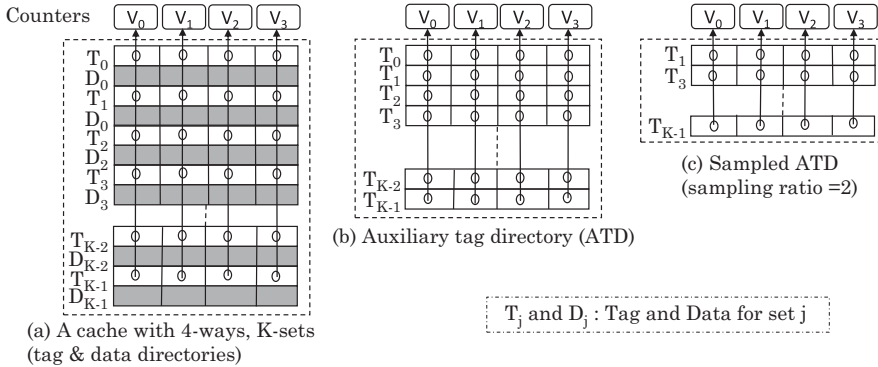 Counters
V0 V1 V2 V3
T0
D0
T1
D0
T2
D2
T3
D3
TK-2
DK-2
TK-1
DK-1
(a) A cache with 4-ways, K-sets
(tag & data directories)
V0 V1 V2 V3
T0
T1
T2
T3
TK-2
TK-1
(b) Auxiliary tag directory (ATD)
V0 V1 V2 V3
T1
T3
TK-1
(c) Sampled ATD
(sampling ratio =2)
Tj and Dj : Tag and Data for set j